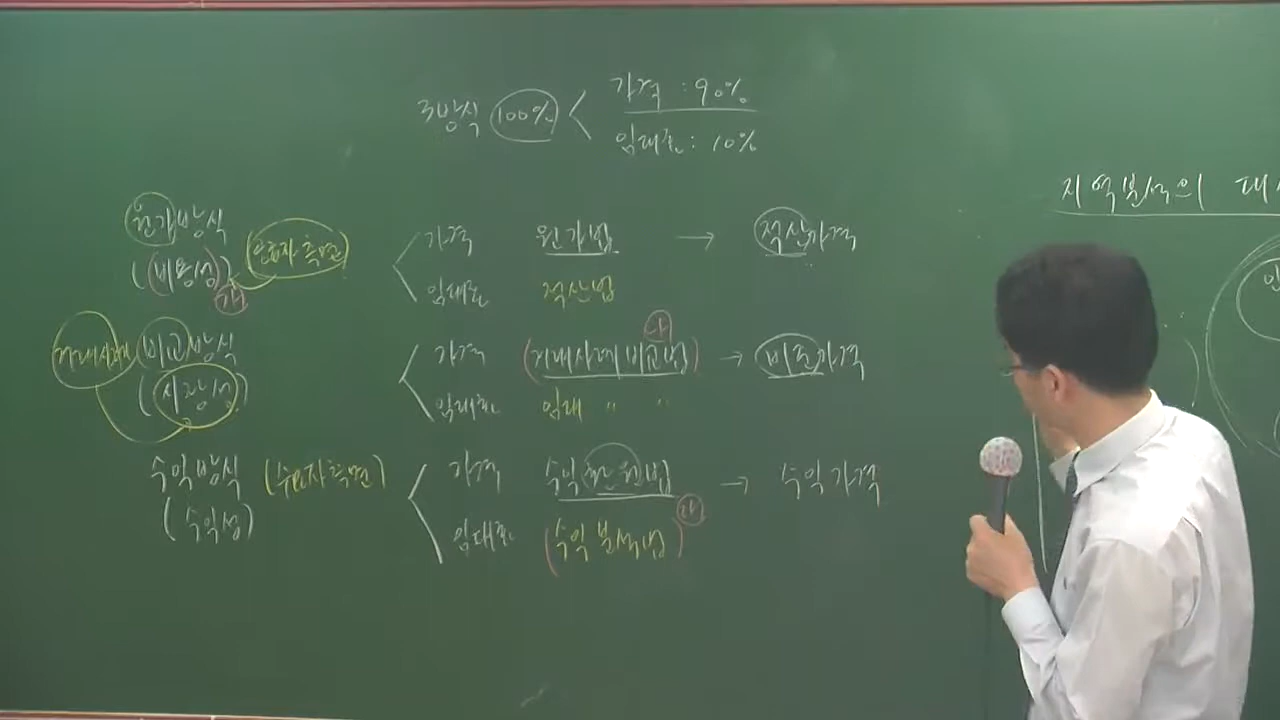 3방식 100% < 가격 : 90%
임대료 : 10%
지역분석의 대
원가방식 (비용성) 가 공급자 측면
가격 원가법 → 적산가격
임대료 적산법
거래사례 비교방식 (시장성)
가격 (거래사례 비교법) 나 → 비준가격
임대료 임대 〃 〃
수익방식 (수요자측면) (수익성)
가격 수익환원법 → 수익가격
임대료 (수익 분석법) 다
인